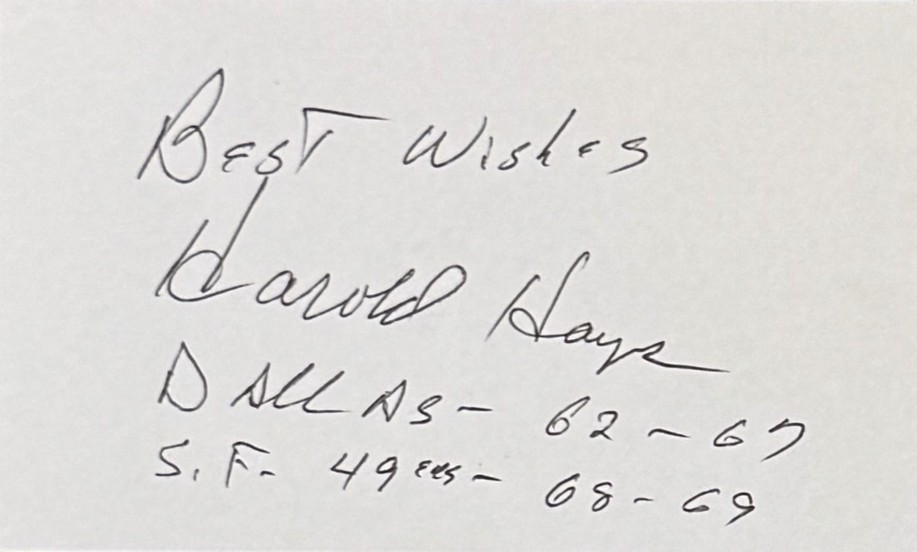 Best Wishes
Harold Hays
DAllAs - 62 - 67
S.F. 49ers - 68 - 69